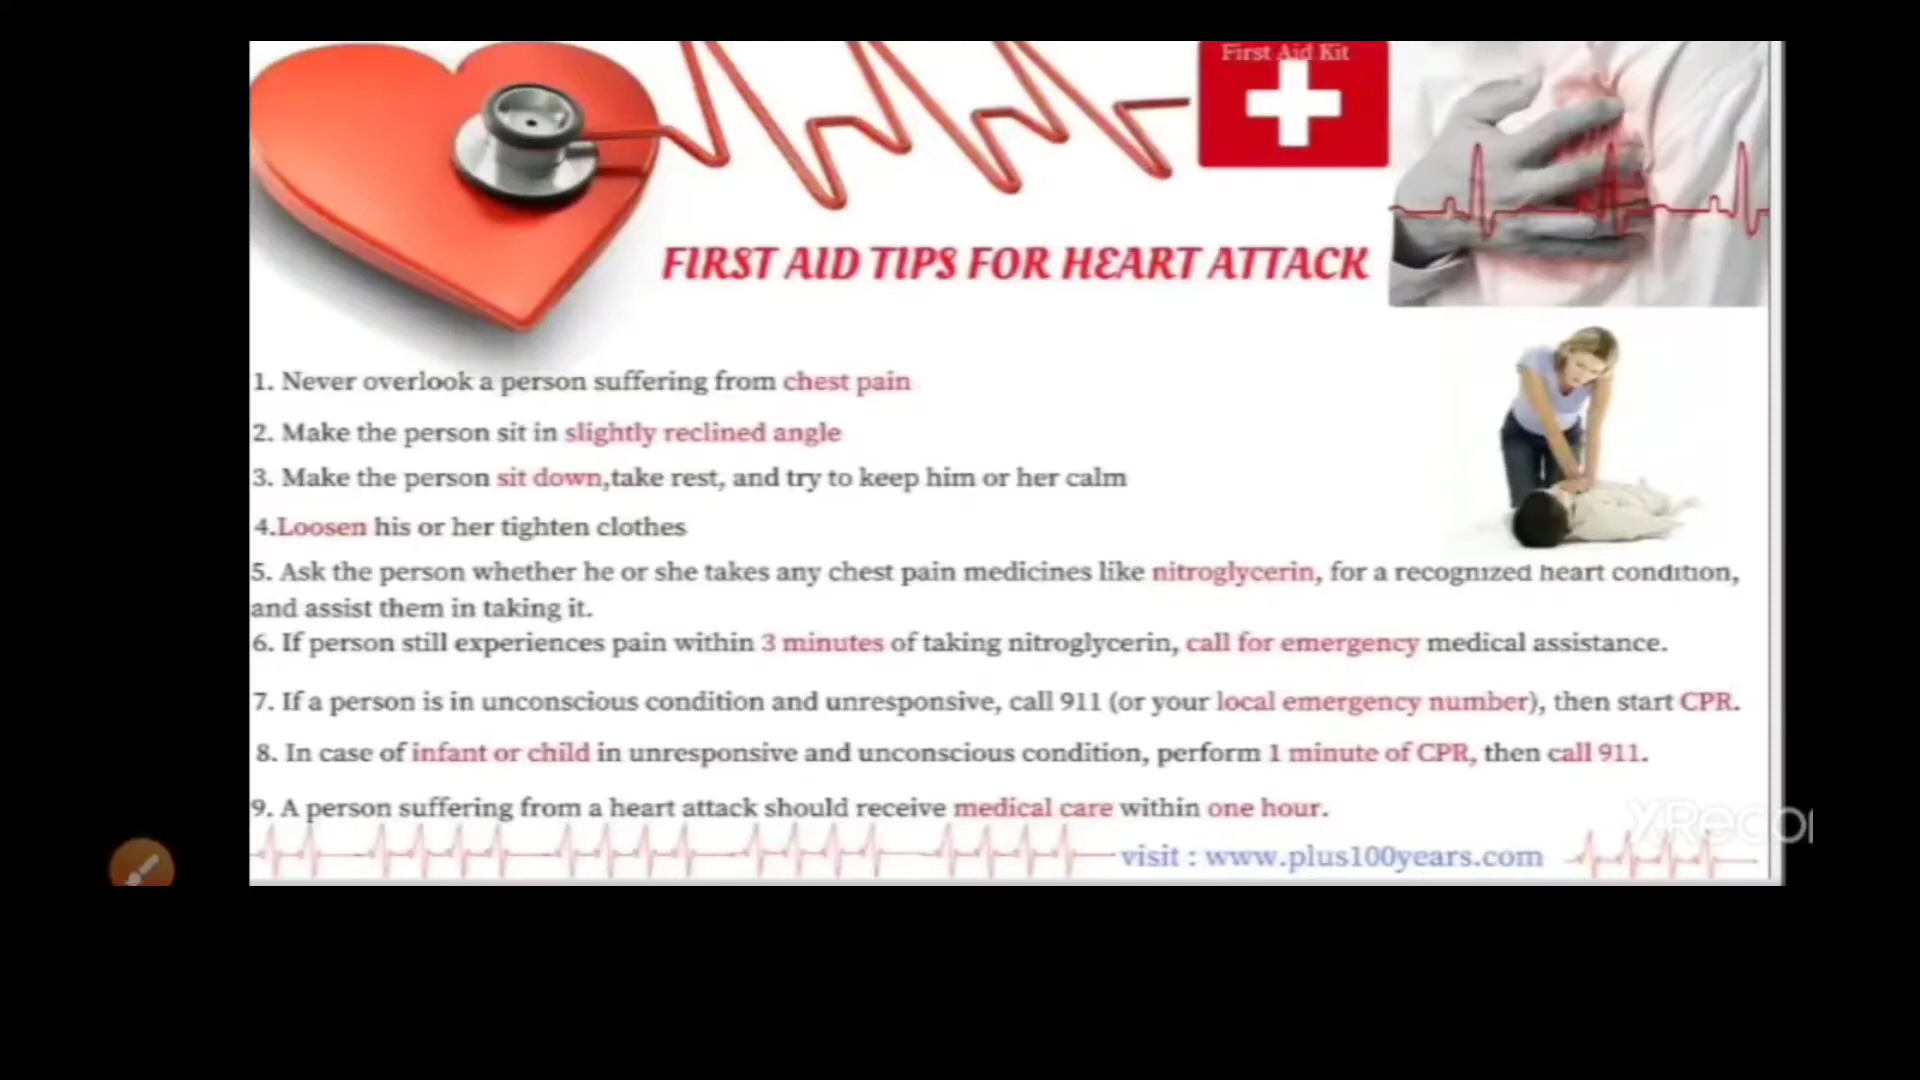 First Aid Kit
FIRST AID TIPS FOR HEART ATTACK
1. Never overlook a person suffering from chest pain
2. Make the person sit in slightly reclined angle
3. Make the person sit down,take rest, and try to keep him or her calm
4.Loosen his or her tighten clothes
5. Ask the person whether he or she takes any chest pain medicines like nitroglycerin, for a recognized heart condition,
and assist them in taking it.
6. If person still experiences pain within 3 minutes of taking nitroglycerin, call for emergency medical assistance.
7. If a person is in unconscious condition and unresponsive, call 911 (or your local emergency number), then start CPR.
8. In case of infant or child in unresponsive and unconscious condition, perform 1 minute of CPR, then call 911.
9. A person suffering from a heart attack should receive medical care within one hour.
XRecor
visit : www.plus100years.com